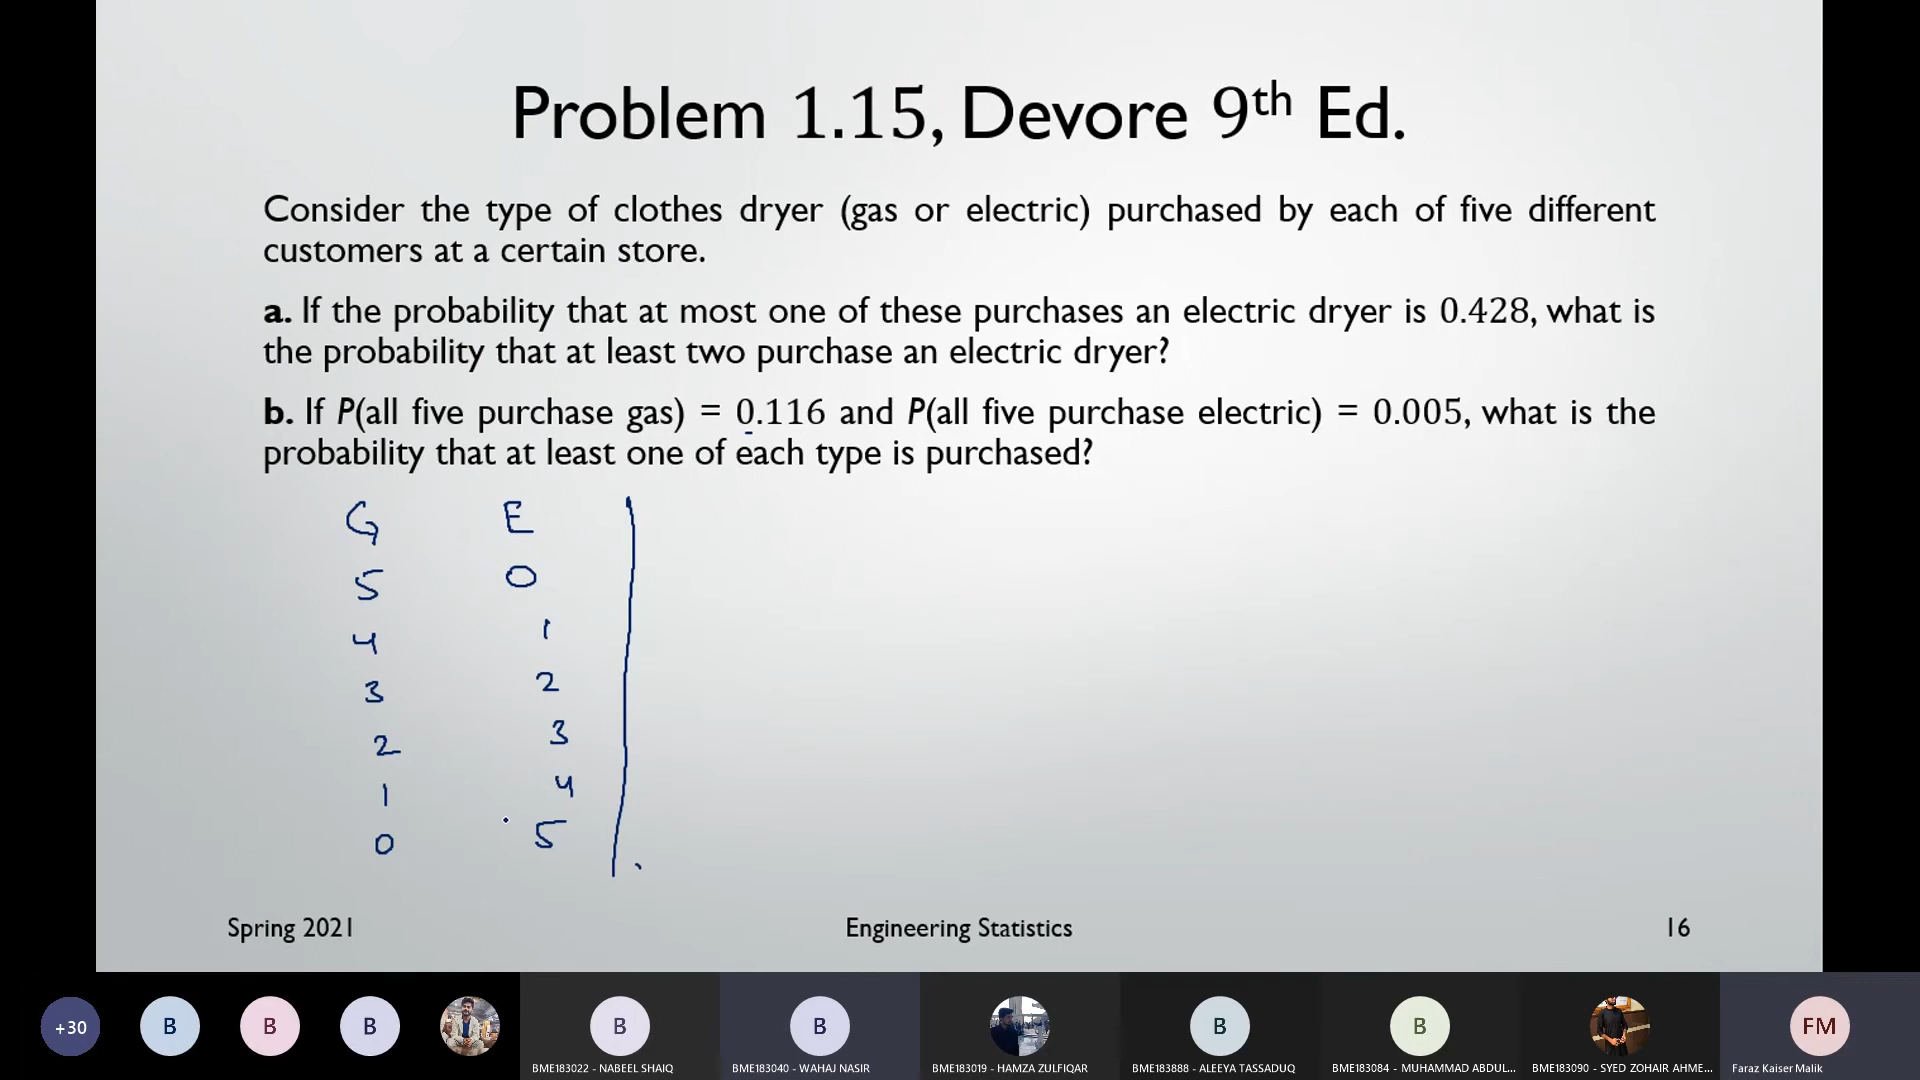 Problem 1.15, Devore 9th Ed.
Consider the type of clothes dryer (gas or electric) purchased by each of five different
customers at a certain store.
a. If the probability that at most one of these purchases an electric dryer is 0.428, what is
the probability that at least two purchase an electric dryer?
b. If P(all five purchase gas) = 0.116 and P(all five purchase electric) = 0.005, what is the
probability that at least one of each type is purchased?
G E
5 0
4 1
3 2
2 3
1 4
0 5
Spring 2021 Engineering Statistics 16
+30 B B B B B B B FM
BME183022 - NABEEL SHAIQ BME183040 - WAHAJ NASIR BME183019 - HAMZA ZULFIQAR BME183888 - ALEEYA TASSADUQ BME183084 - MUHAMMAD ABDUL... BME183090 - SYED ZOHAIR AHME... Faraz Kaiser Malik